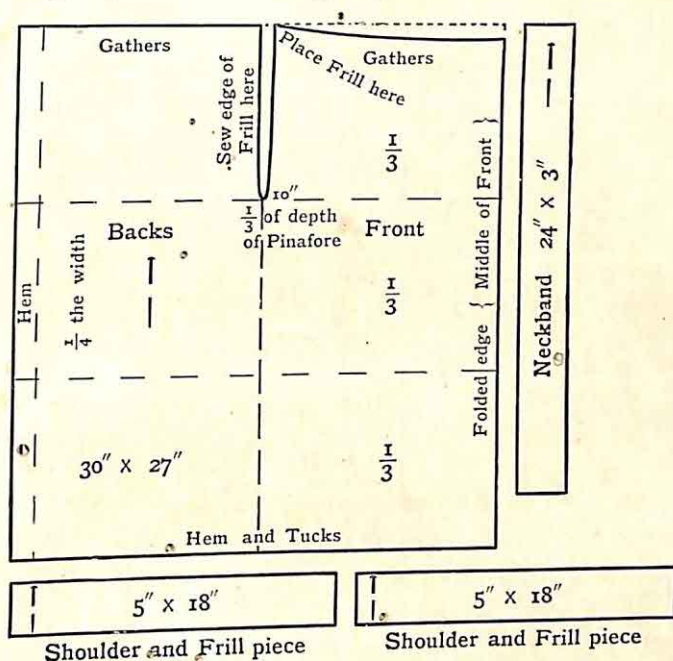 Gathers
Sew edge of
Frill here
Place Frill here
Gathers
1/3
10"
1/3 of depth
of Pinafore
Backs
Front
Hem
1/4 the width
1/3
Folded edge { Middle of Front }
30" X 27"
1/3
Hem and Tucks
Neckband 24" X 3"
5" X 18"
Shoulder and Frill piece
5" X 18"
Shoulder and Frill piece